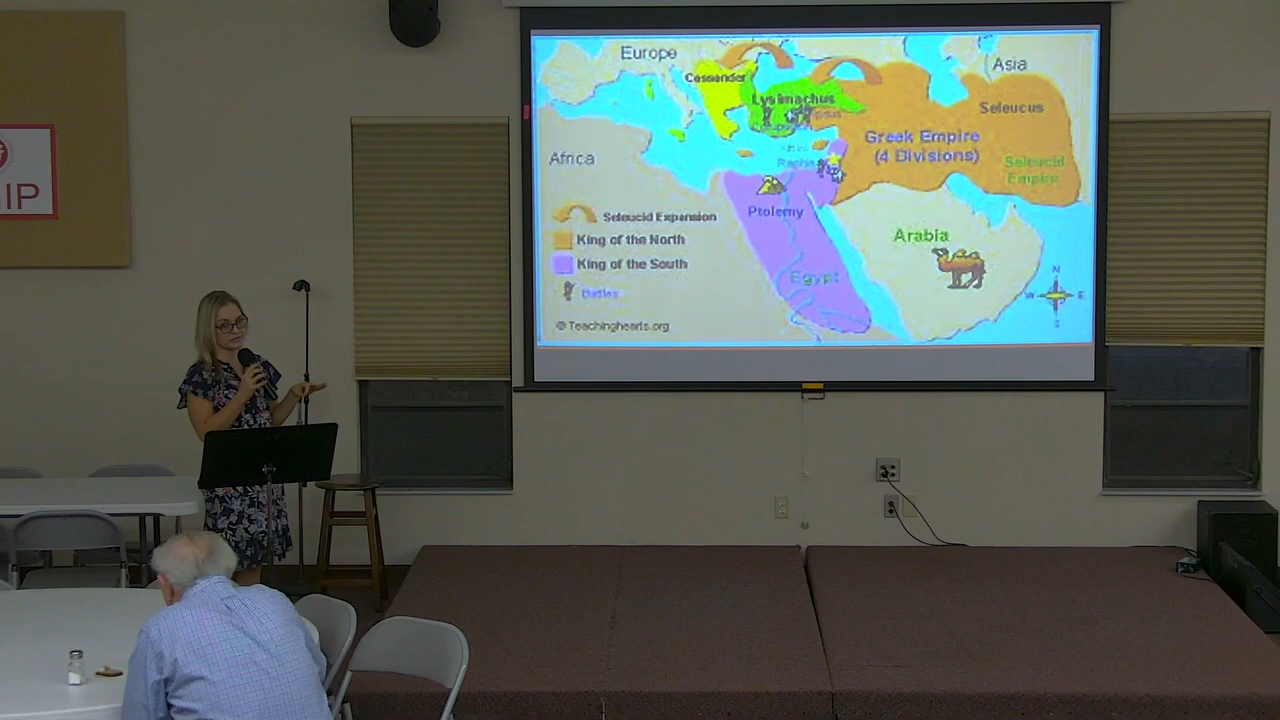 IP
Europe
Asia
Cassander
Lysimachus
Seleucus
Greek Empire
(4 Divisions)
Africa
Raphia
Seleucid
Empire
Ptolemy
Seleucid Expansion
Arabia
King of the North
King of the South
Egypt
Battles
N
W
E
S
© Teachinghearts.org